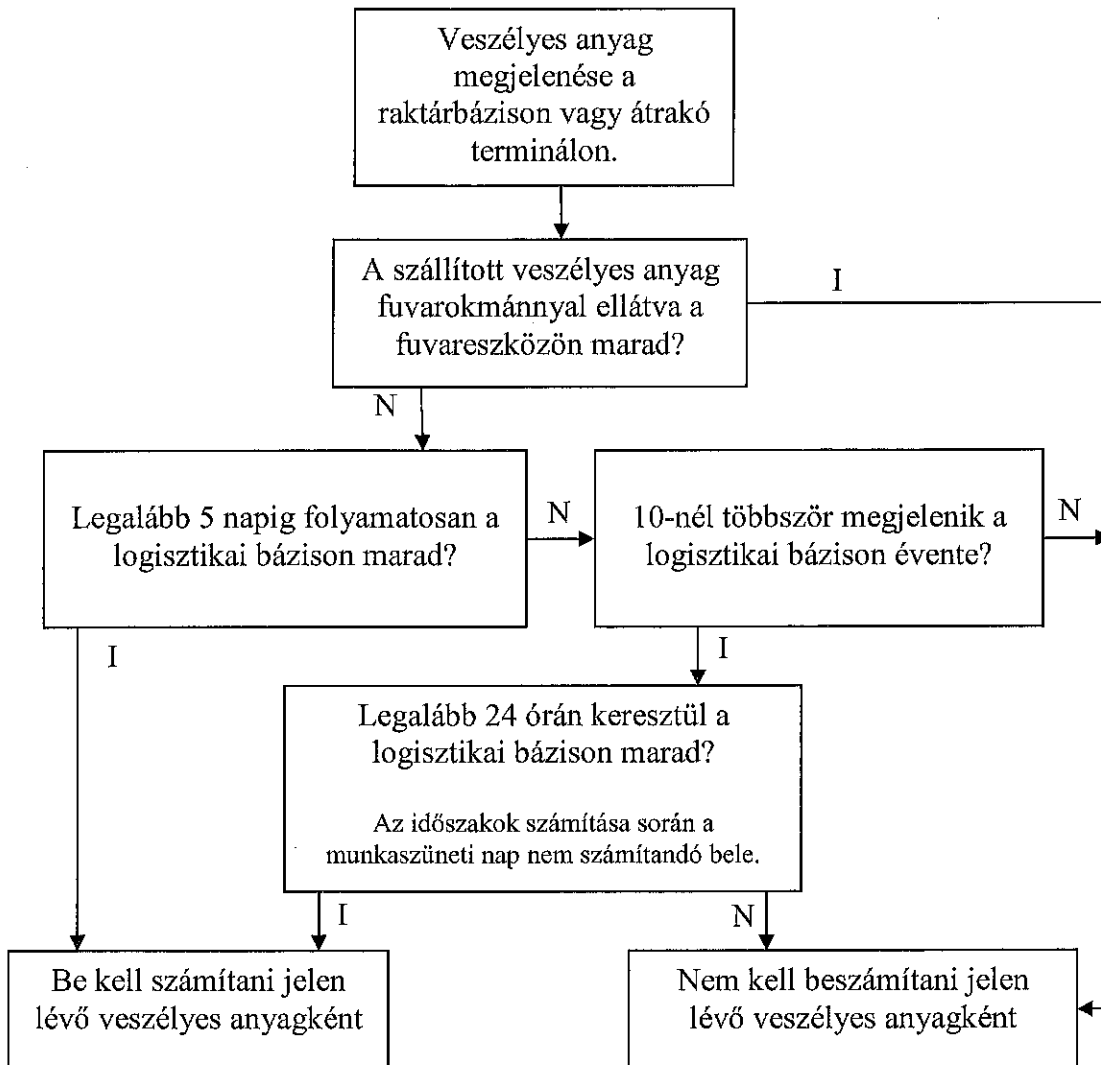 Veszélyes anyag
megjelenése a
raktárbázison vagy átrakó
terminálon.
A szállított veszélyes anyag
fuvarokmánnyal ellátva a
fuvareszközön marad?
I
N
Legalább 5 napig folyamatosan a
logisztikai bázison marad?
N
10-nél többször megjelenik a
logisztikai bázison évente?
N
I
I
Legalább 24 órán keresztül a
logisztikai bázison marad?
Az időszakok számítása során a
munkaszüneti nap nem számítandó bele.
I
N
Be kell számítani jelen
lévő veszélyes anyagként
Nem kell beszámítani jelen
lévő veszélyes anyagként